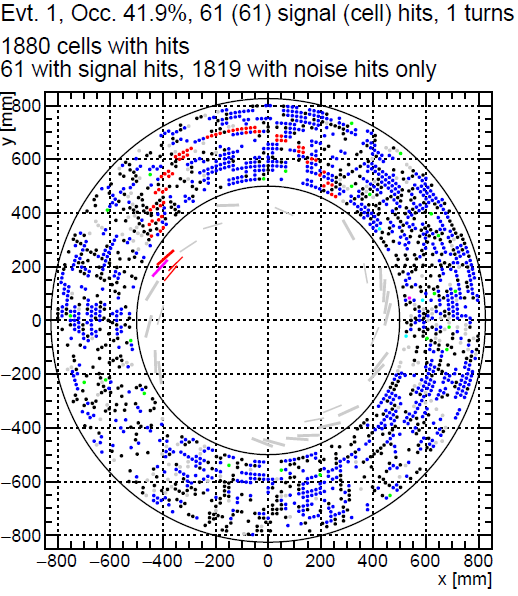 Evt. 1, Occ. 41.9%, 61 (61) signal (cell) hits, 1 turns
1880 cells with hits
61 with signal hits, 1819 with noise hits only
y [mm]
800
600
400
200
0
−200
−400
−600
−800
−800 −600 −400 −200 0 200 400 600 800
x [mm]